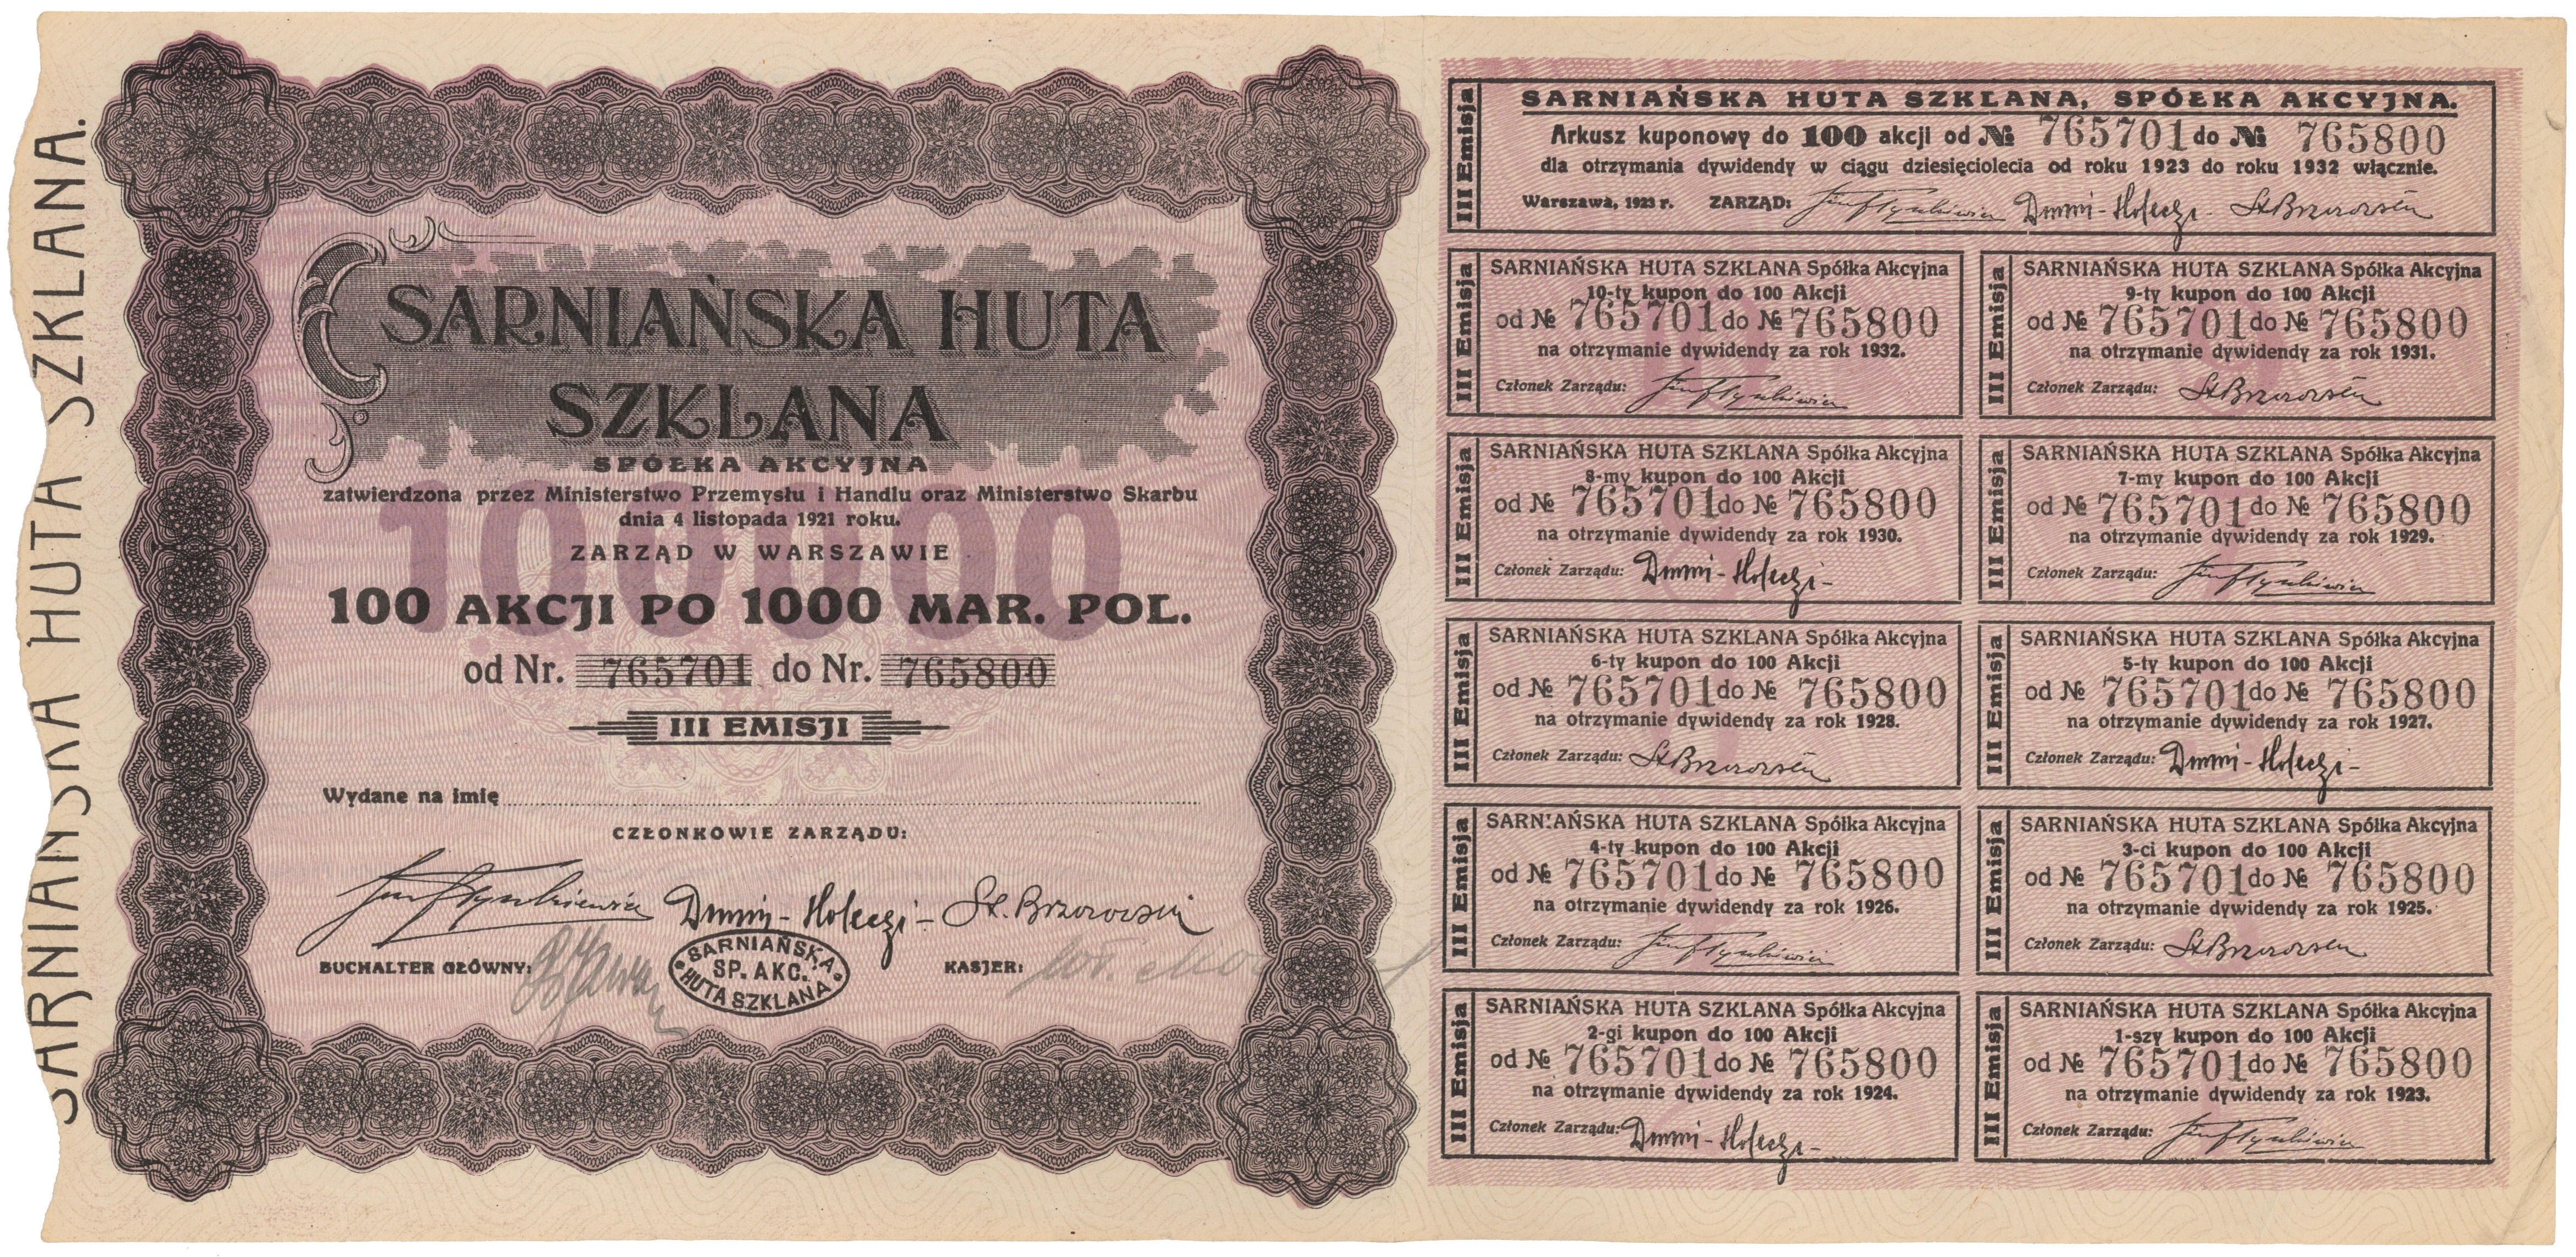 SARNIAŃSKA HUTA SZKLANA.
SARNIAŃSKA HUTA
SZKLANA
SPÓŁKA AKCYJNA
100000
zatwierdzona przez Ministerstwo Przemysłu i Handlu oraz Ministerstwo Skarbu
dnia 4 listopada 1921 roku.
ZARZĄD W WARSZAWIE
100 AKCJI PO 1000 MAR. POL.
od Nr. 765701 do Nr. 765800
III EMISJI
Wydane na imię
CZŁONKOWIE ZARZĄDU:
St. Brzozowski
BUCHALTER GŁÓWNY:
KASJER:
SARNIAŃSKA
SP. AKC.
HUTA SZKLANA
III Emisja
SARNIAŃSKA HUTA SZKLANA, SPÓŁKA AKCYJNA.
Arkusz kuponowy do 100 akcji od № 765701 do № 765800
dla otrzymania dywidendy w ciągu dziesięciolecia od roku 1923 do roku 1932 włącznie.
Warszawa, 1923 r. ZARZĄD: St Brzozowski
III Emisja
SARNIAŃSKA HUTA SZKLANA Spółka Akcyjna
10-ty kupon do 100 Akcji
od № 765701 do № 765800
na otrzymanie dywidendy za rok 1932.
Członek Zarządu:
III Emisja
SARNIAŃSKA HUTA SZKLANA Spółka Akcyjna
9-ty kupon do 100 Akcji
od № 765701 do № 765800
na otrzymanie dywidendy za rok 1931.
Członek Zarządu: St Brzozowski
III Emisja
SARNIAŃSKA HUTA SZKLANA Spółka Akcyjna
8-my kupon do 100 Akcji
od № 765701 do № 765800
na otrzymanie dywidendy za rok 1930.
Członek Zarządu:
III Emisja
SARNIAŃSKA HUTA SZKLANA Spółka Akcyjna
7-my kupon do 100 Akcji
od № 765701 do № 765800
na otrzymanie dywidendy za rok 1929.
Członek Zarządu:
III Emisja
SARNIAŃSKA HUTA SZKLANA Spółka Akcyjna
6-ty kupon do 100 Akcji
od № 765701 do № 765800
na otrzymanie dywidendy za rok 1928.
Członek Zarządu: St Brzozowski
III Emisja
SARNIAŃSKA HUTA SZKLANA Spółka Akcyjna
5-ty kupon do 100 Akcji
od № 765701 do № 765800
na otrzymanie dywidendy za rok 1927.
Członek Zarządu:
III Emisja
SARNIAŃSKA HUTA SZKLANA Spółka Akcyjna
4-ty kupon do 100 Akcji
od № 765701 do № 765800
na otrzymanie dywidendy za rok 1926.
Członek Zarządu:
III Emisja
SARNIAŃSKA HUTA SZKLANA Spółka Akcyjna
3-ci kupon do 100 Akcji
od № 765701 do № 765800
na otrzymanie dywidendy za rok 1925.
Członek Zarządu: St Brzozowski
III Emisja
SARNIAŃSKA HUTA SZKLANA Spółka Akcyjna
2-gi kupon do 100 Akcji
od № 765701 do № 765800
na otrzymanie dywidendy za rok 1924.
Członek Zarządu:
III Emisja
SARNIAŃSKA HUTA SZKLANA Spółka Akcyjna
1-szy kupon do 100 Akcji
od № 765701 do № 765800
na otrzymanie dywidendy za rok 1923.
Członek Zarządu: